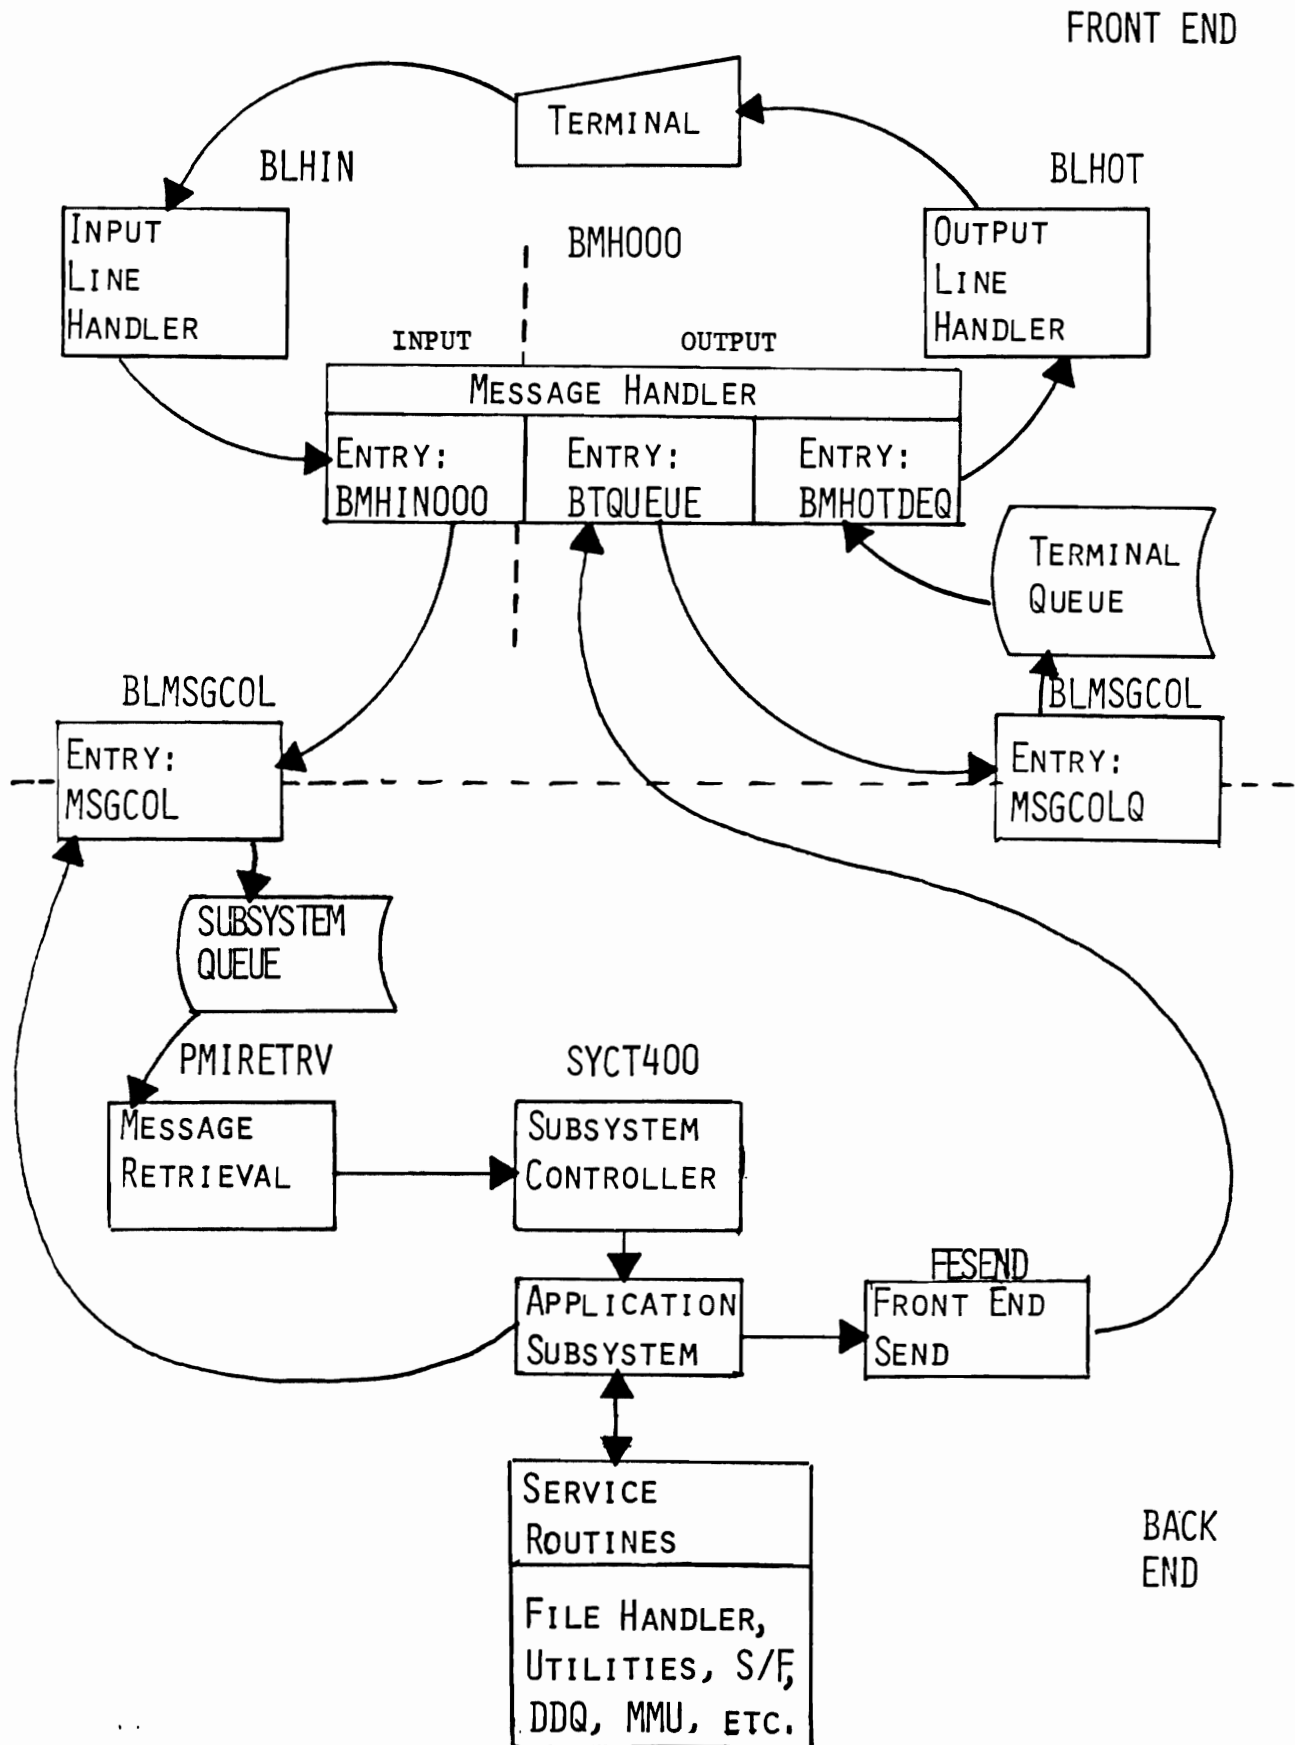 FRONT END
TERMINAL
BLHIN
BLHOT
INPUT
LINE
HANDLER
BMH000
OUTPUT
LINE
HANDLER
INPUT
OUTPUT
MESSAGE HANDLER
ENTRY:
BMHIN000
ENTRY:
BTQUEUE
ENTRY:
BMHOTDEQ
TERMINAL
QUEUE
BLMSGCOL
ENTRY:
MSGCOL
BLMSGCOL
ENTRY:
MSGCOLQ
SUBSYSTEM
QUEUE
PMIRETRV
MESSAGE
RETRIEVAL
SYCT400
SUBSYSTEM
CONTROLLER
APPLICATION
SUBSYSTEM
FESEND
FRONT END
SEND
SERVICE
ROUTINES
FILE HANDLER,
UTILITIES, S/F,
DDQ, MMU, ETC.
BACK
END